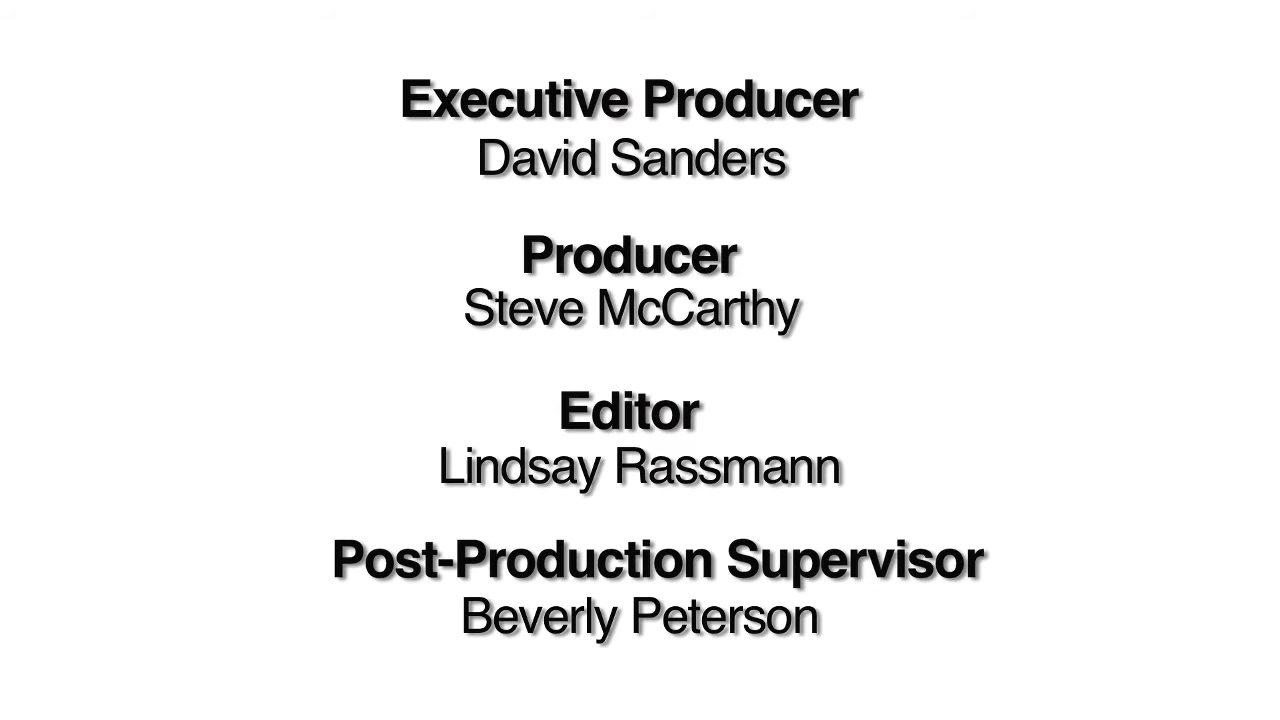 Executive Producer
David Sanders
Producer
Steve McCarthy
Editor
Lindsay Rassmann
Post-Production Supervisor
Beverly Peterson